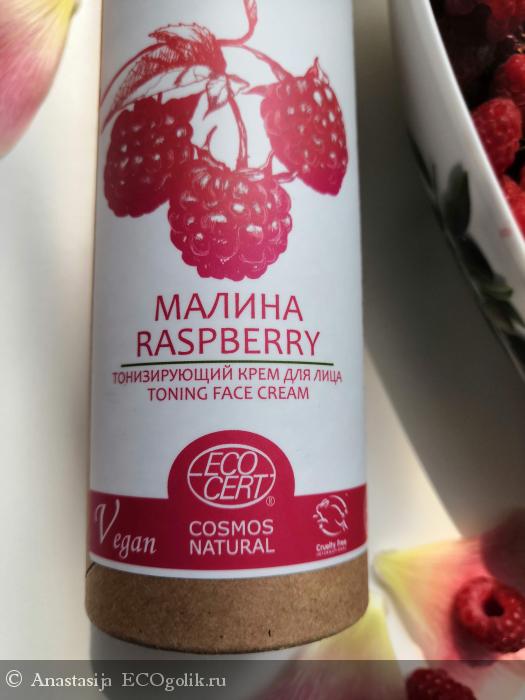 МАЛИНА
RASPBERRY
ТОНИЗИРУЮЩИЙ КРЕМ ДЛЯ ЛИЦА
TONING FACE CREAM
ECO
CERT®
Vegan
COSMOS
NATURAL
Cruelty Free
INTERNATIONAL
© Anastasija ECOgolik.ru